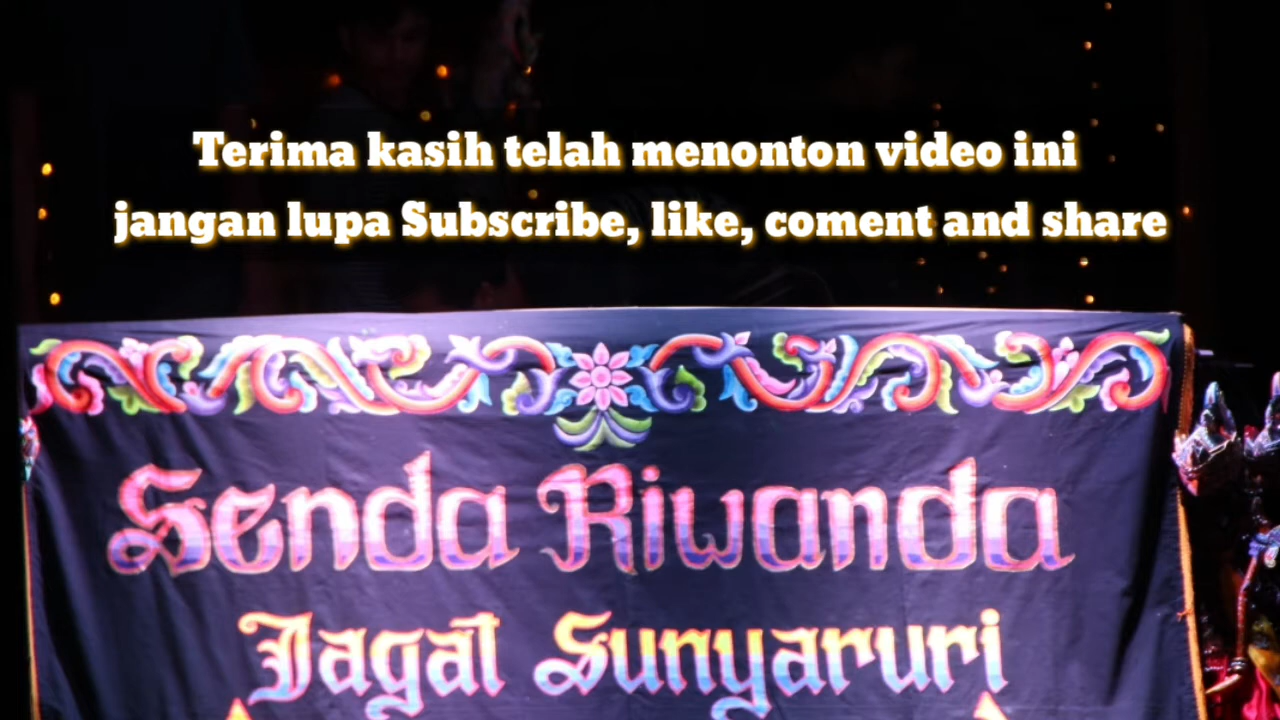 Terima kasih telah menonton video ini
jangan lupa Subscribe, like, coment and share
Senda Riwanda
Jagat Sunyaruri